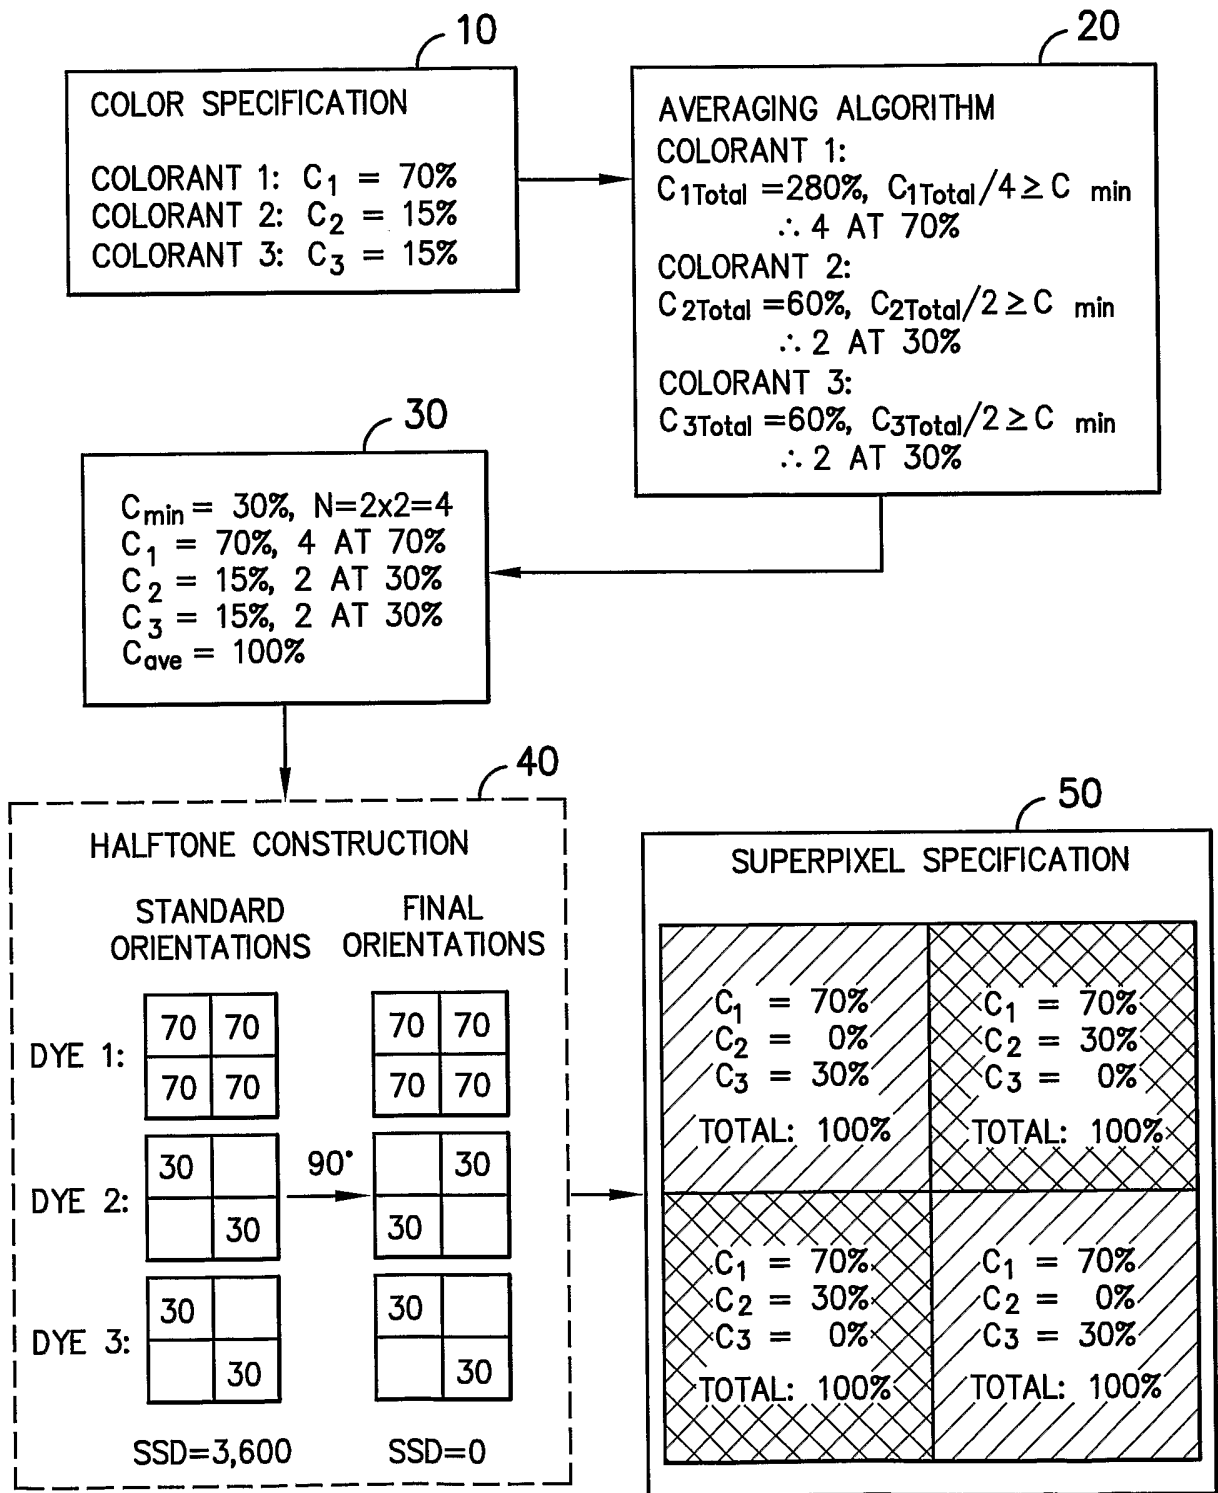 10
COLOR SPECIFICATION
COLORANT 1: C1 = 70%
COLORANT 2: C2 = 15%
COLORANT 3: C3 = 15%
20
AVERAGING ALGORITHM
COLORANT 1:
C1Total =280%, C1Total/4 ≥ C min
∴ 4 AT 70%
COLORANT 2:
C2Total =60%, C2Total/2 ≥ C min
∴ 2 AT 30%
COLORANT 3:
C3Total =60%, C3Total/2 ≥ C min
∴ 2 AT 30%
30
Cmin = 30%, N=2x2=4
C1 = 70%, 4 AT 70%
C2 = 15%, 2 AT 30%
C3 = 15%, 2 AT 30%
Cave = 100%
40
HALFTONE CONSTRUCTION
STANDARD ORIENTATIONS
FINAL ORIENTATIONS
DYE 1:
70 70
70 70
70 70
70 70
DYE 2:
30
30
90°
30
30
DYE 3:
30
30
30
30
SSD=3,600
SSD=0
50
SUPERPIXEL SPECIFICATION
C1 = 70%
C2 = 0%
C3 = 30%
TOTAL: 100%
C1 = 70%
C2 = 30%
C3 = 0%
TOTAL: 100%
C1 = 70%
C2 = 30%
C3 = 0%
TOTAL: 100%
C1 = 70%
C2 = 0%
C3 = 30%
TOTAL: 100%